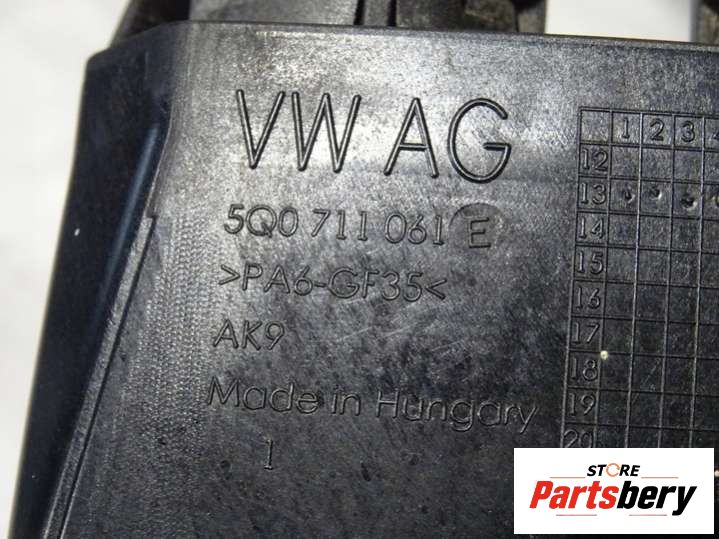 VW AG
5Q0 711 061 E
>PA6-GF35<
AK9
Made in Hungary
1
1 2 3
12
13
14
15
16
17
18
19
20
STORE
Partsbery